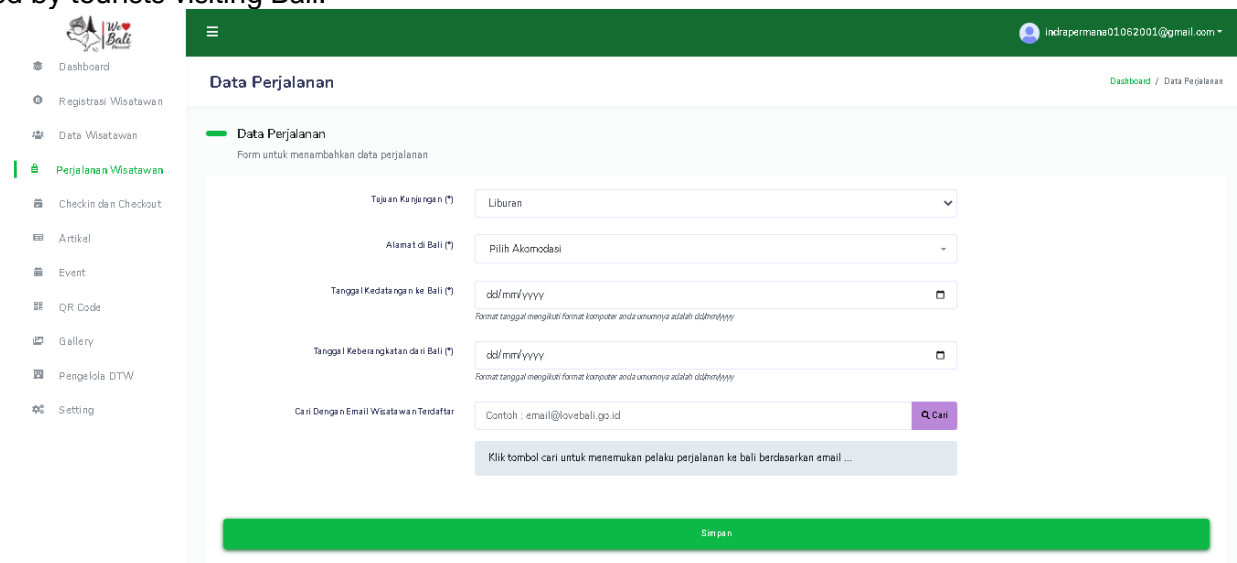 ed by tourists visiting Bali.
We
Bali
indrapermana01062001@gmail.com
Dashboard
Registrasi Wisatawan
Data Wisatawan
Perjalanan Wisatawan
Checkin dan Checkout
Artikel
Event
QR Code
Gallery
Pengelola DTW
Setting
Data Perjalanan
Dashboard / Data Perjalanan
Data Perjalanan
Form untuk menambahkan data perjalanan
Tujuan Kunjungan (*)
Liburan
Alamat di Bali (*)
Pilih Akomodasi
Tanggal Kedatangan ke Bali (*)
dd/mm/yyyy
Format tanggal mengikuti format komputer anda umumnya adalah dd/mm/yyyy
Tanggal Keberangkatan dari Bali (*)
dd/mm/yyyy
Format tanggal mengikuti format komputer anda umumnya adalah dd/mm/yyyy
Cari Dengan Email Wisatawan Terdaftar
Contoh : email@lovebali.go.id
Cari
Klik tombol cari untuk menemukan pelaku perjalanan ke bali berdasarkan email ...
Simpan